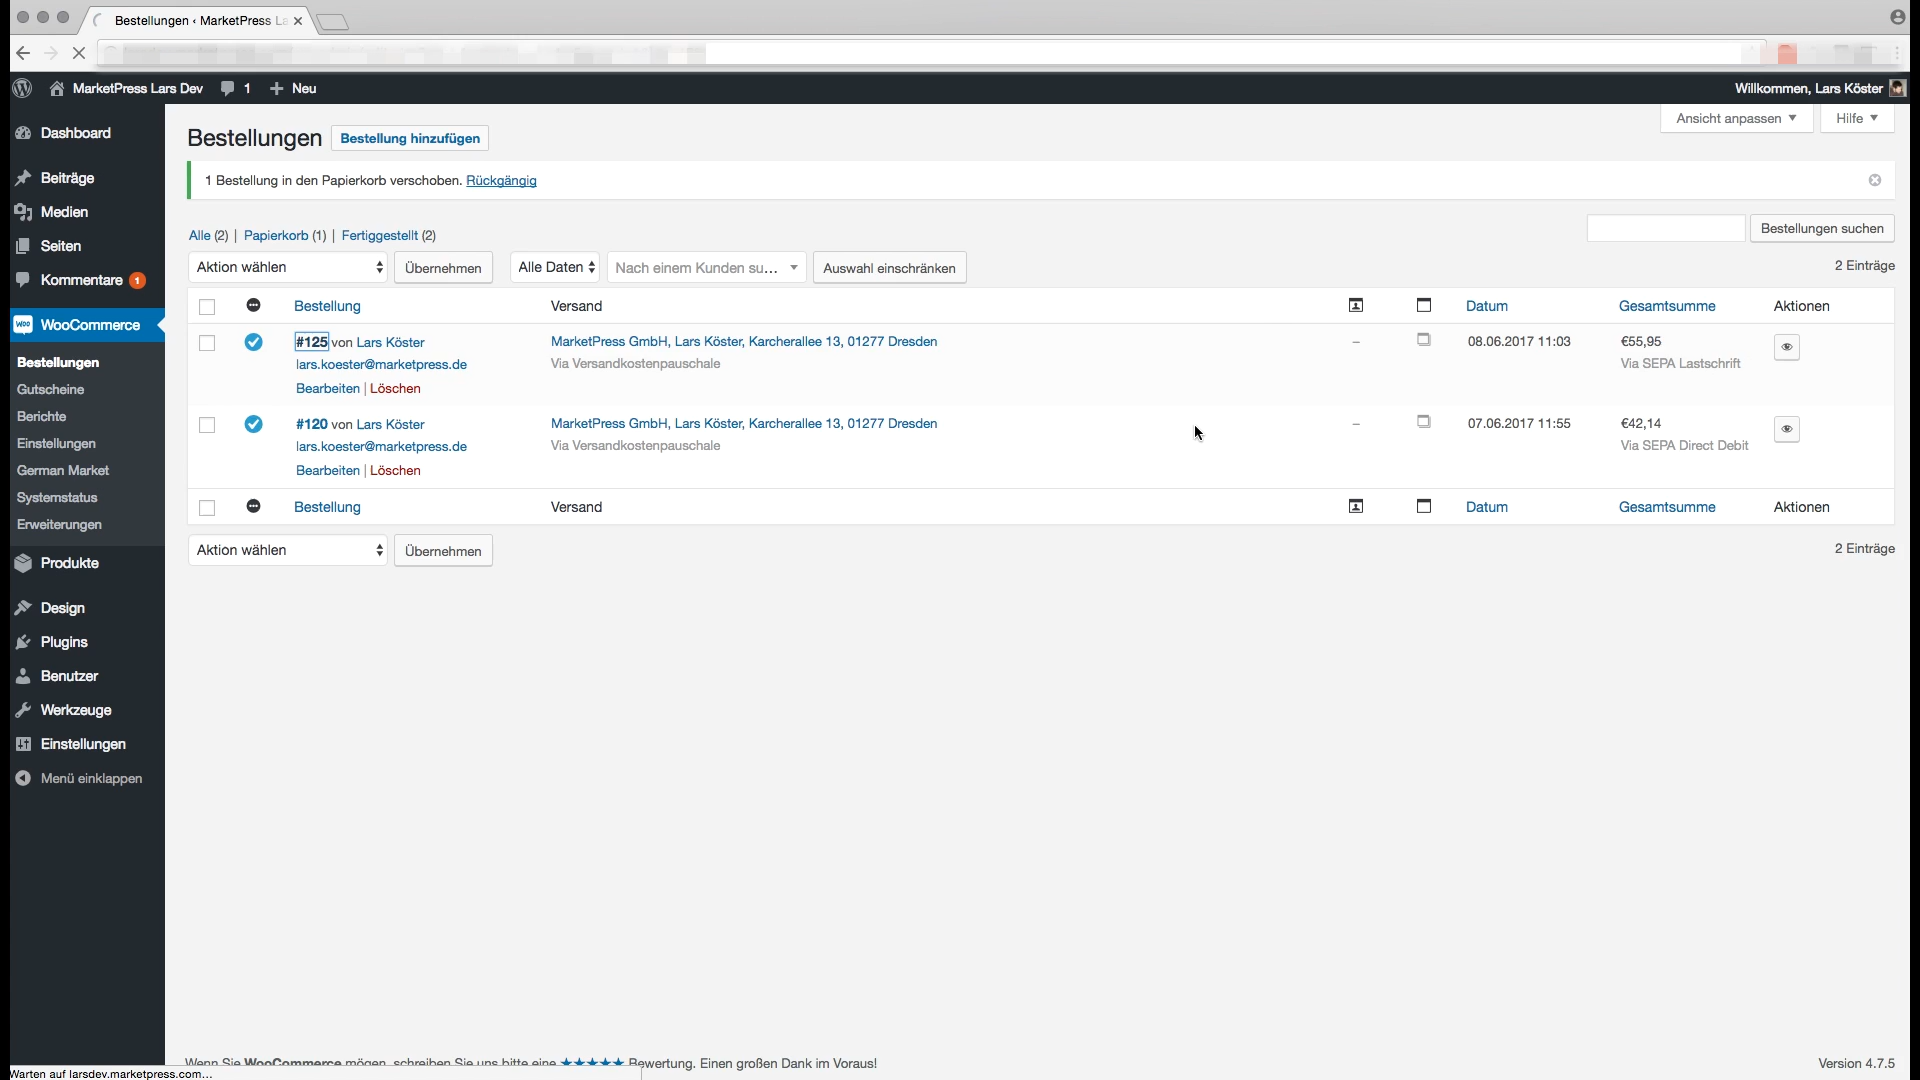 Bestellungen ‹ MarketPress La
MarketPress Lars Dev 1 Neu Willkommen, Lars Köster
Dashboard
Beiträge
Medien
Seiten
Kommentare 1
WooCommerce
Bestellungen
Gutscheine
Berichte
Einstellungen
German Market
Systemstatus
Erweiterungen
Produkte
Design
Plugins
Benutzer
Werkzeuge
Einstellungen
Menü einklappen
Ansicht anpassen Hilfe
Bestellungen Bestellung hinzufügen
1 Bestellung in den Papierkorb verschoben. Rückgängig
Alle (2) | Papierkorb (1) | Fertiggestellt (2) Bestellungen suchen
Aktion wählen Übernehmen Alle Daten Nach einem Kunden su... Auswahl einschränken 2 Einträge
Bestellung Versand Datum Gesamtsumme Aktionen
#125 von Lars Köster MarketPress GmbH, Lars Köster, Karcherallee 13, 01277 Dresden – 08.06.2017 11:03 €55,95
lars.koester@marketpress.de Via Versandkostenpauschale Via SEPA Lastschrift
Bearbeiten | Löschen
#120 von Lars Köster MarketPress GmbH, Lars Köster, Karcherallee 13, 01277 Dresden – 07.06.2017 11:55 €42,14
lars.koester@marketpress.de Via Versandkostenpauschale Via SEPA Direct Debit
Bearbeiten | Löschen
Bestellung Versand Datum Gesamtsumme Aktionen
Aktion wählen Übernehmen 2 Einträge
Wenn Sie WooCommerce mögen, schreiben Sie uns bitte eine ★★★★★ Bewertung. Einen großen Dank im Voraus! Version 4.7.5
Warten auf larsdev.marketpress.com...